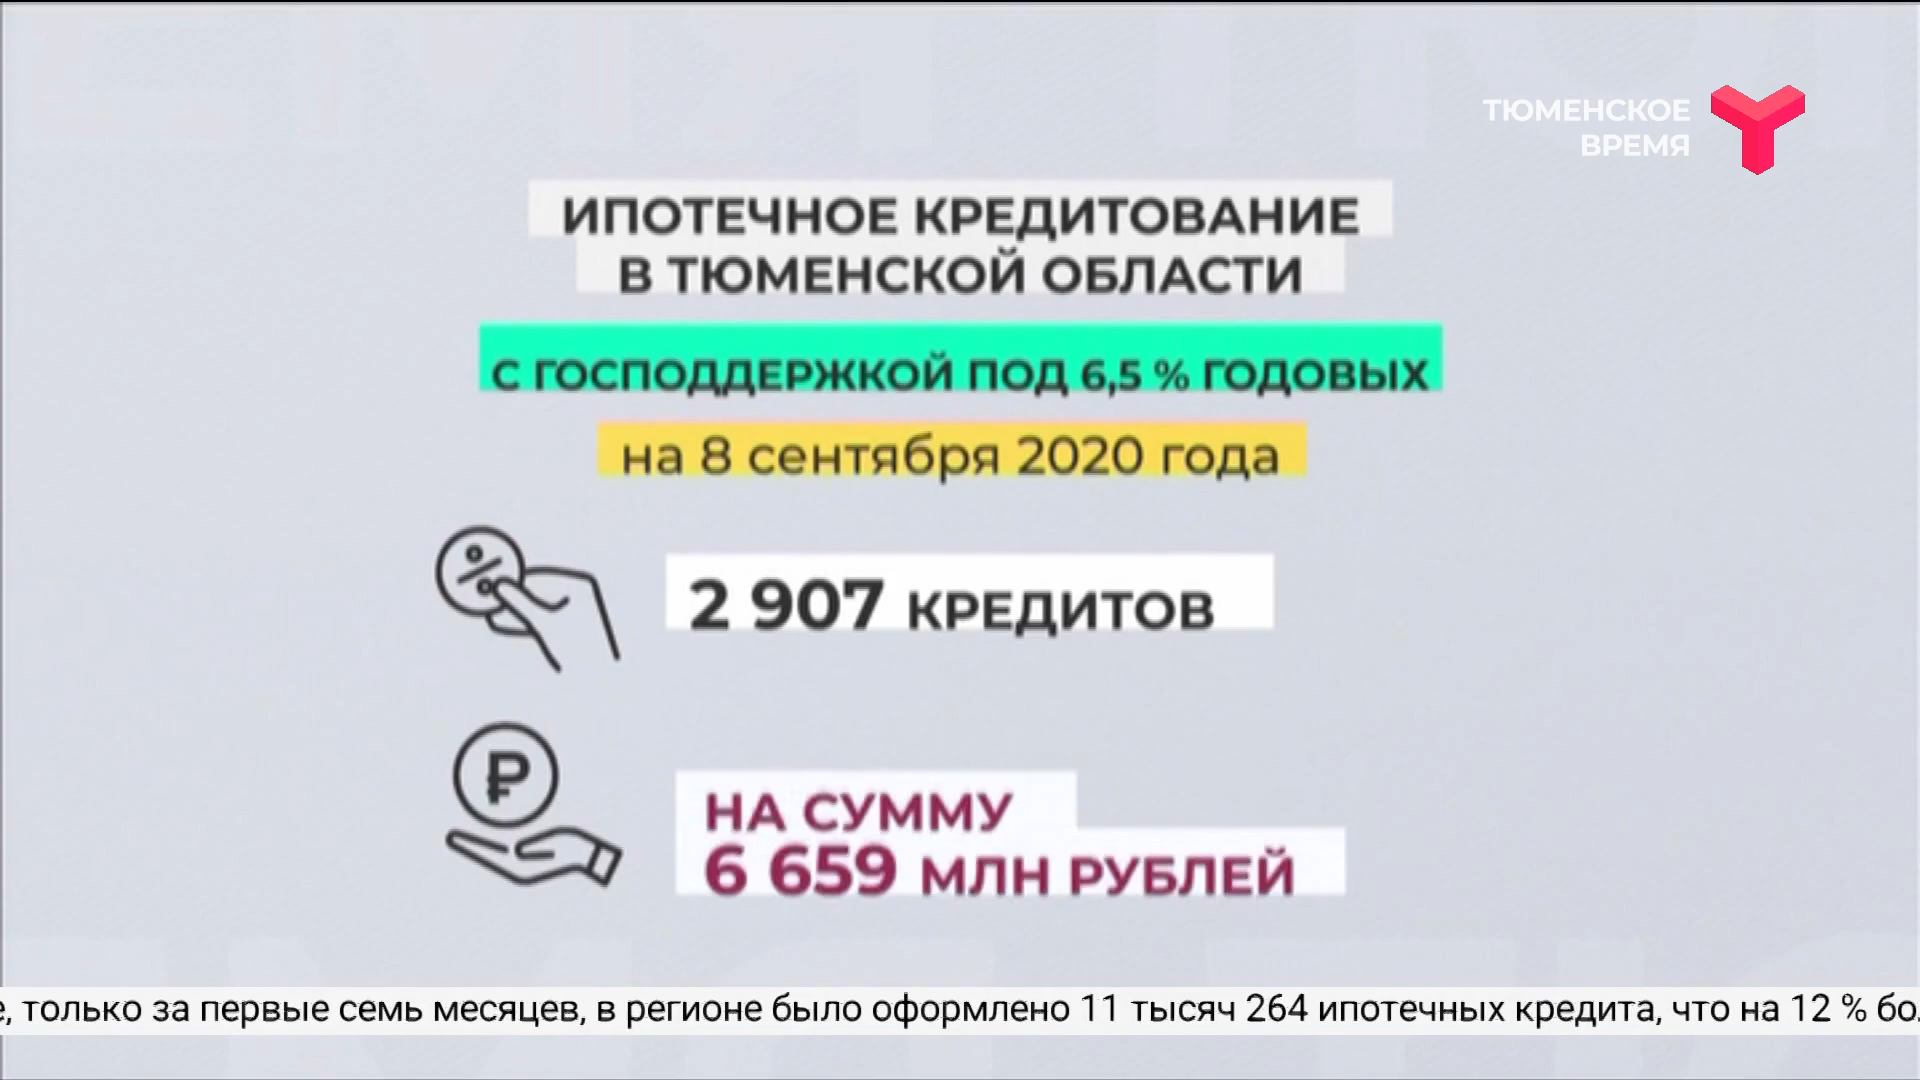 ТЮМЕНСКОЕ
ВРЕМЯ
ИПОТЕЧНОЕ КРЕДИТОВАНИЕ
В ТЮМЕНСКОЙ ОБЛАСТИ
С ГОСПОДДЕРЖКОЙ ПОД 6,5 % ГОДОВЫХ
на 8 сентября 2020 года
%
2 907 КРЕДИТОВ
₽
НА СУММУ
6 659 МЛН РУБЛЕЙ
, только за первые семь месяцев, в регионе было оформлено 11 тысяч 264 ипотечных кредита, что на 12 %